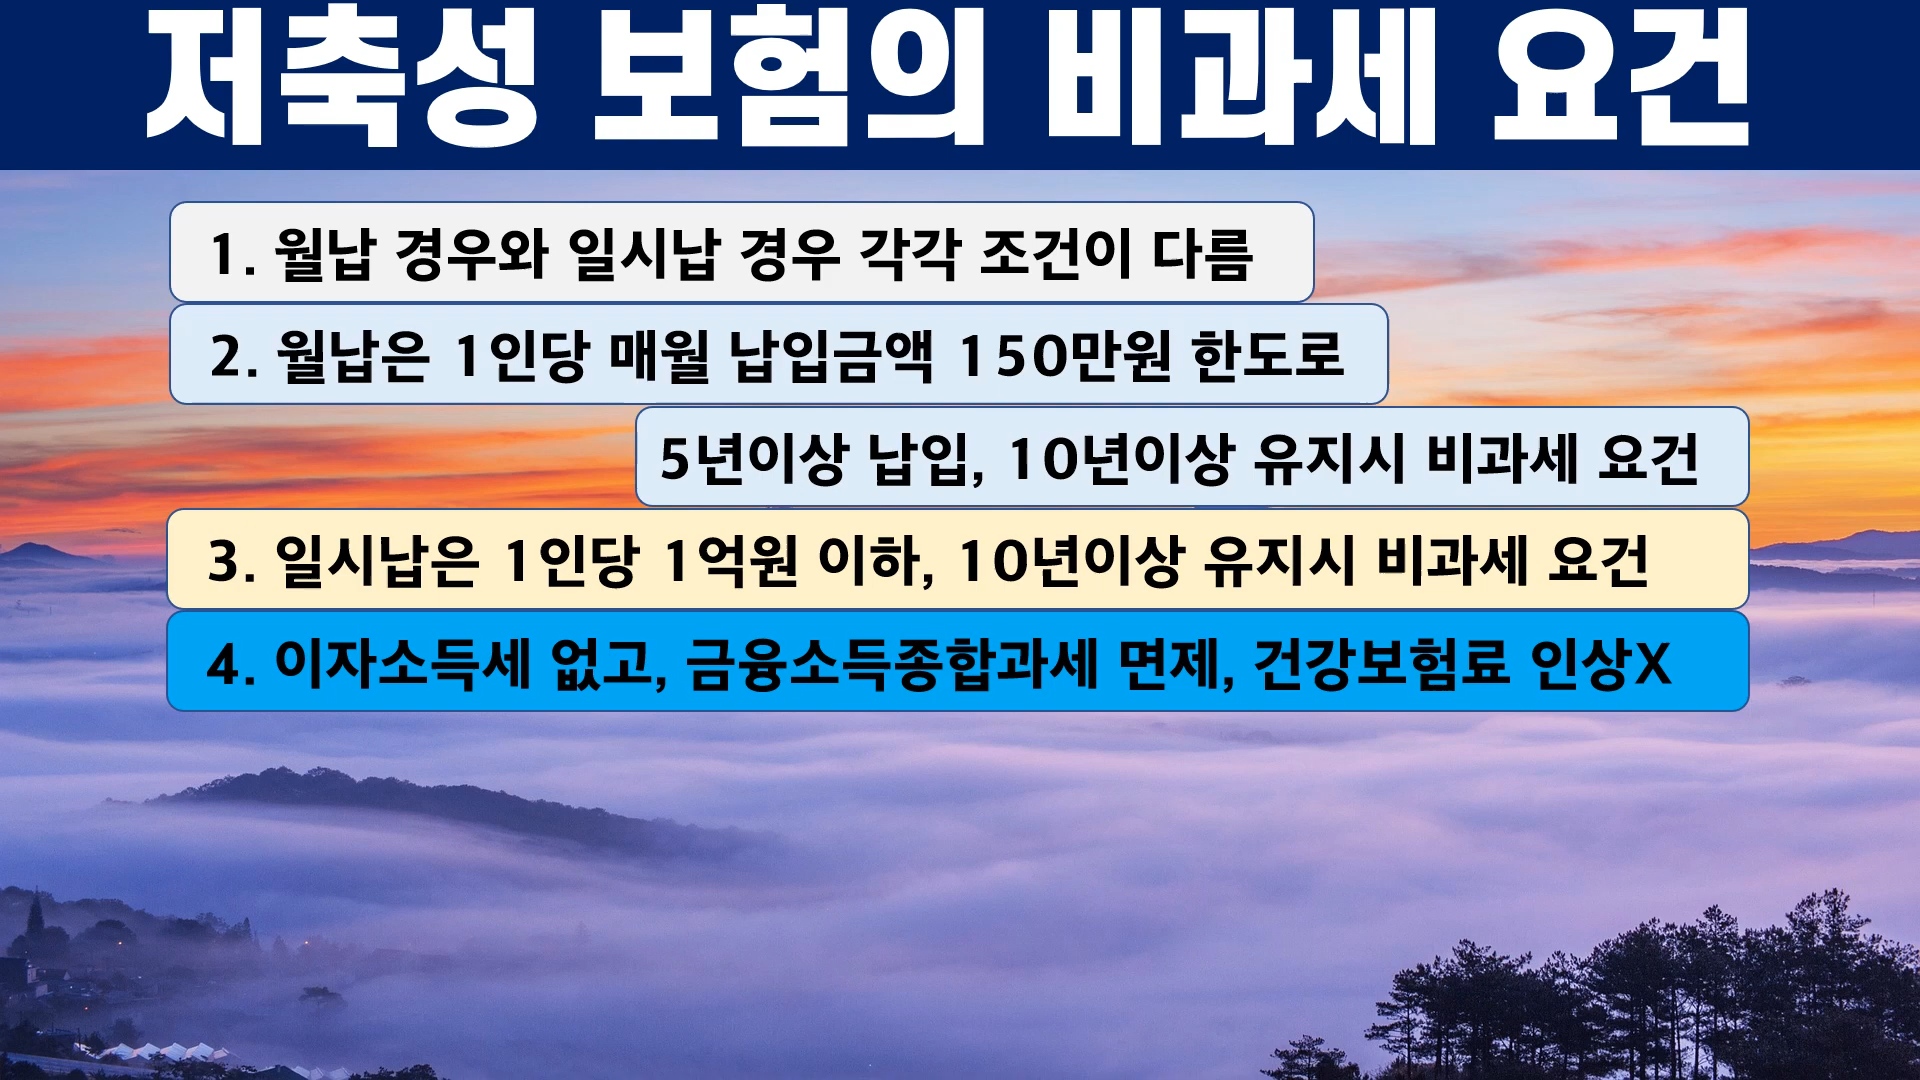 저축성 보험의 비과세 요건
1. 월납 경우와 일시납 경우 각각 조건이 다름
2. 월납은 1인당 매월 납입금액 150만원 한도로
5년이상 납입, 10년이상 유지시 비과세 요건
3. 일시납은 1인당 1억원 이하, 10년이상 유지시 비과세 요건
4. 이자소득세 없고, 금융소득종합과세 면제, 건강보험료 인상X